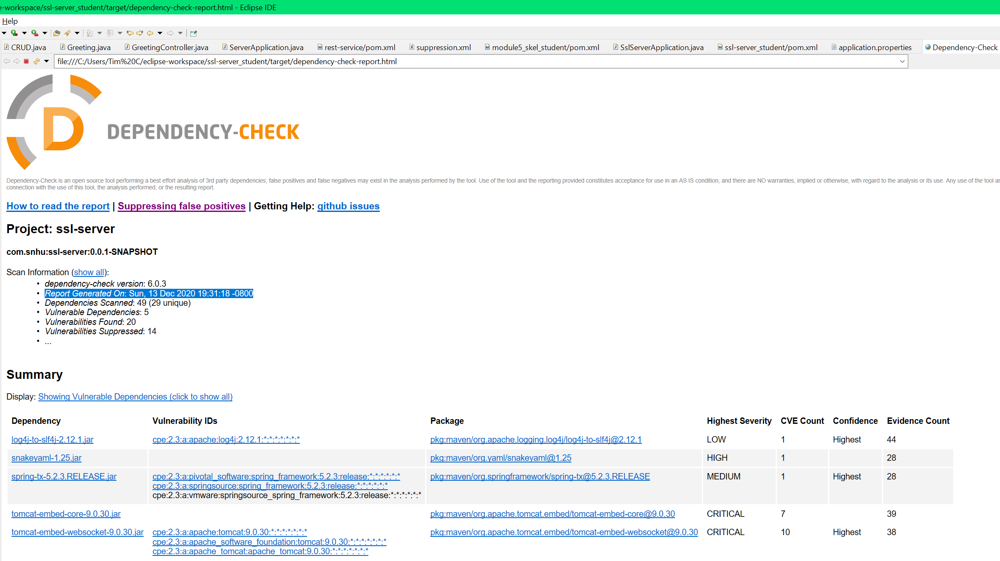 e-workspace/ssl-server_student/target/dependency-check-report.html - Eclipse IDE
Help
CRUD.java Greeting.java GreetingController.java ServerApplication.java rest-service/pom.xml suppression.xml module5_skel_student/pom.xml SslServerApplication.java ssl-server_student/pom.xml application.properties Dependency-Check
file:///C:/Users/Tim%20C/eclipse-workspace/ssl-server_student/target/dependency-check-report.html
D
DEPENDENCY-CHECK
Dependency-Check is an open source tool performing a best effort analysis of 3rd party dependencies; false positives and false negatives may exist in the analysis performed by the tool. Use of the tool and the reporting provided constitutes acceptance for use in an AS IS condition, and there are NO warranties, implied or otherwise, with regard to the analysis or its use. Any use of the tool
connection with the use of this tool, the analysis performed, or the resulting report.
How to read the report | Suppressing false positives | Getting Help: github issues
Project: ssl-server
com.snhu:ssl-server:0.0.1-SNAPSHOT
Scan Information (show all):
• dependency-check version: 6.0.3
• Report Generated On: Sun, 13 Dec 2020 19:31:18 -0800
• Dependencies Scanned: 49 (29 unique)
• Vulnerable Dependencies: 5
• Vulnerabilities Found: 20
• Vulnerabilities Suppressed: 14
• ...
Summary
Display: Showing Vulnerable Dependencies (click to show all)
Dependency Vulnerability IDs Package Highest Severity CVE Count Confidence Evidence Count
log4j-to-slf4j-2.12.1.jar cpe:2.3:a:apache:log4j:2.12.1:*:*:*:*:*:*:* pkg:maven/org.apache.logging.log4j/log4j-to-slf4j@2.12.1 LOW 1 Highest 44
snakeyaml-1.25.jar pkg:maven/org.yaml/snakeyaml@1.25 HIGH 1 28
spring-tx-5.2.3.RELEASE.jar cpe:2.3:a:pivotal_software:spring_framework:5.2.3:release:*:*:*:*:*:* pkg:maven/org.springframework/spring-tx@5.2.3.RELEASE MEDIUM 1 Highest 28
cpe:2.3:a:springsource:spring_framework:5.2.3:release:*:*:*:*:*:*
cpe:2.3:a:vmware:springsource_spring_framework:5.2.3:release:*:*:*:*:*:*
tomcat-embed-core-9.0.30.jar pkg:maven/org.apache.tomcat.embed/tomcat-embed-core@9.0.30 CRITICAL 7 39
tomcat-embed-websocket-9.0.30.jar cpe:2.3:a:apache:tomcat:9.0.30:*:*:*:*:*:*:* pkg:maven/org.apache.tomcat.embed/tomcat-embed-websocket@9.0.30 CRITICAL 10 Highest 38
cpe:2.3:a:apache_software_foundation:tomcat:9.0.30:*:*:*:*:*:*:*
cpe:2.3:a:apache_tomcat:apache_tomcat:9.0.30:*:*:*:*:*:*:*